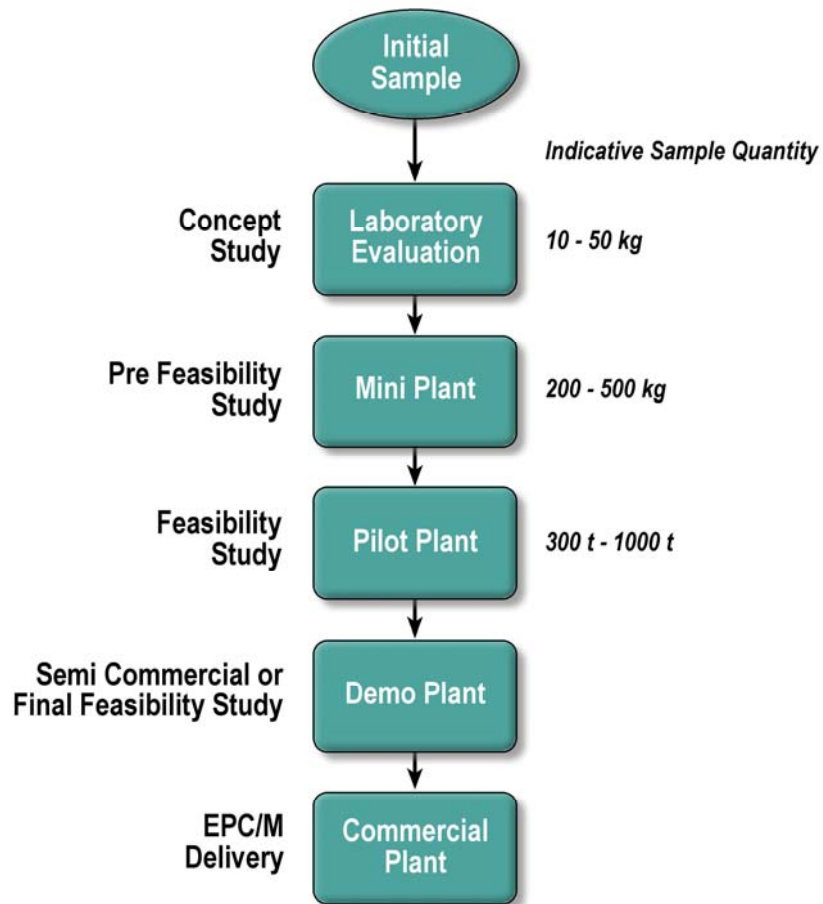 Initial
Sample
Indicative Sample Quantity
Concept
Study
Laboratory
Evaluation
10 - 50 kg
Pre Feasibility
Study
Mini Plant
200 - 500 kg
Feasibility
Study
Pilot Plant
300 t - 1000 t
Semi Commercial or
Final Feasibility Study
Demo Plant
EPC/M
Delivery
Commercial
Plant